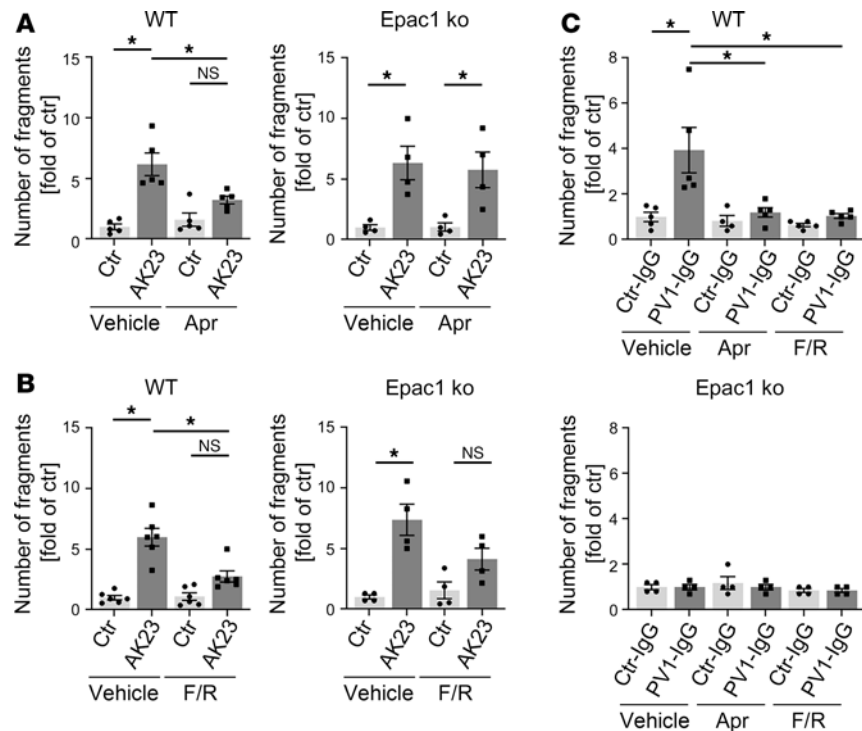 A
WT
Number of fragments
[fold of ctr]
15
10
5
0
*
*
NS
Ctr
AK23
Ctr
AK23
Vehicle
Apr
Epac1 ko
Number of fragments
[fold of ctr]
15
10
5
0
*
*
Ctr
AK23
Ctr
AK23
Vehicle
Apr
C
WT
Number of fragments
[fold of ctr]
8
6
4
2
0
*
*
*
Ctr-IgG
PV1-IgG
Ctr-IgG
PV1-IgG
Ctr-IgG
PV1-IgG
Vehicle
Apr
F/R
B
WT
Number of fragments
[fold of ctr]
15
10
5
0
*
*
NS
Ctr
AK23
Ctr
AK23
Vehicle
F/R
Epac1 ko
Number of fragments
[fold of ctr]
15
10
5
0
*
NS
Ctr
AK23
Ctr
AK23
Vehicle
F/R
Epac1 ko
Number of fragments
[fold of ctr]
8
6
4
2
0
Ctr-IgG
PV1-IgG
Ctr-IgG
PV1-IgG
Ctr-IgG
PV1-IgG
Vehicle
Apr
F/R